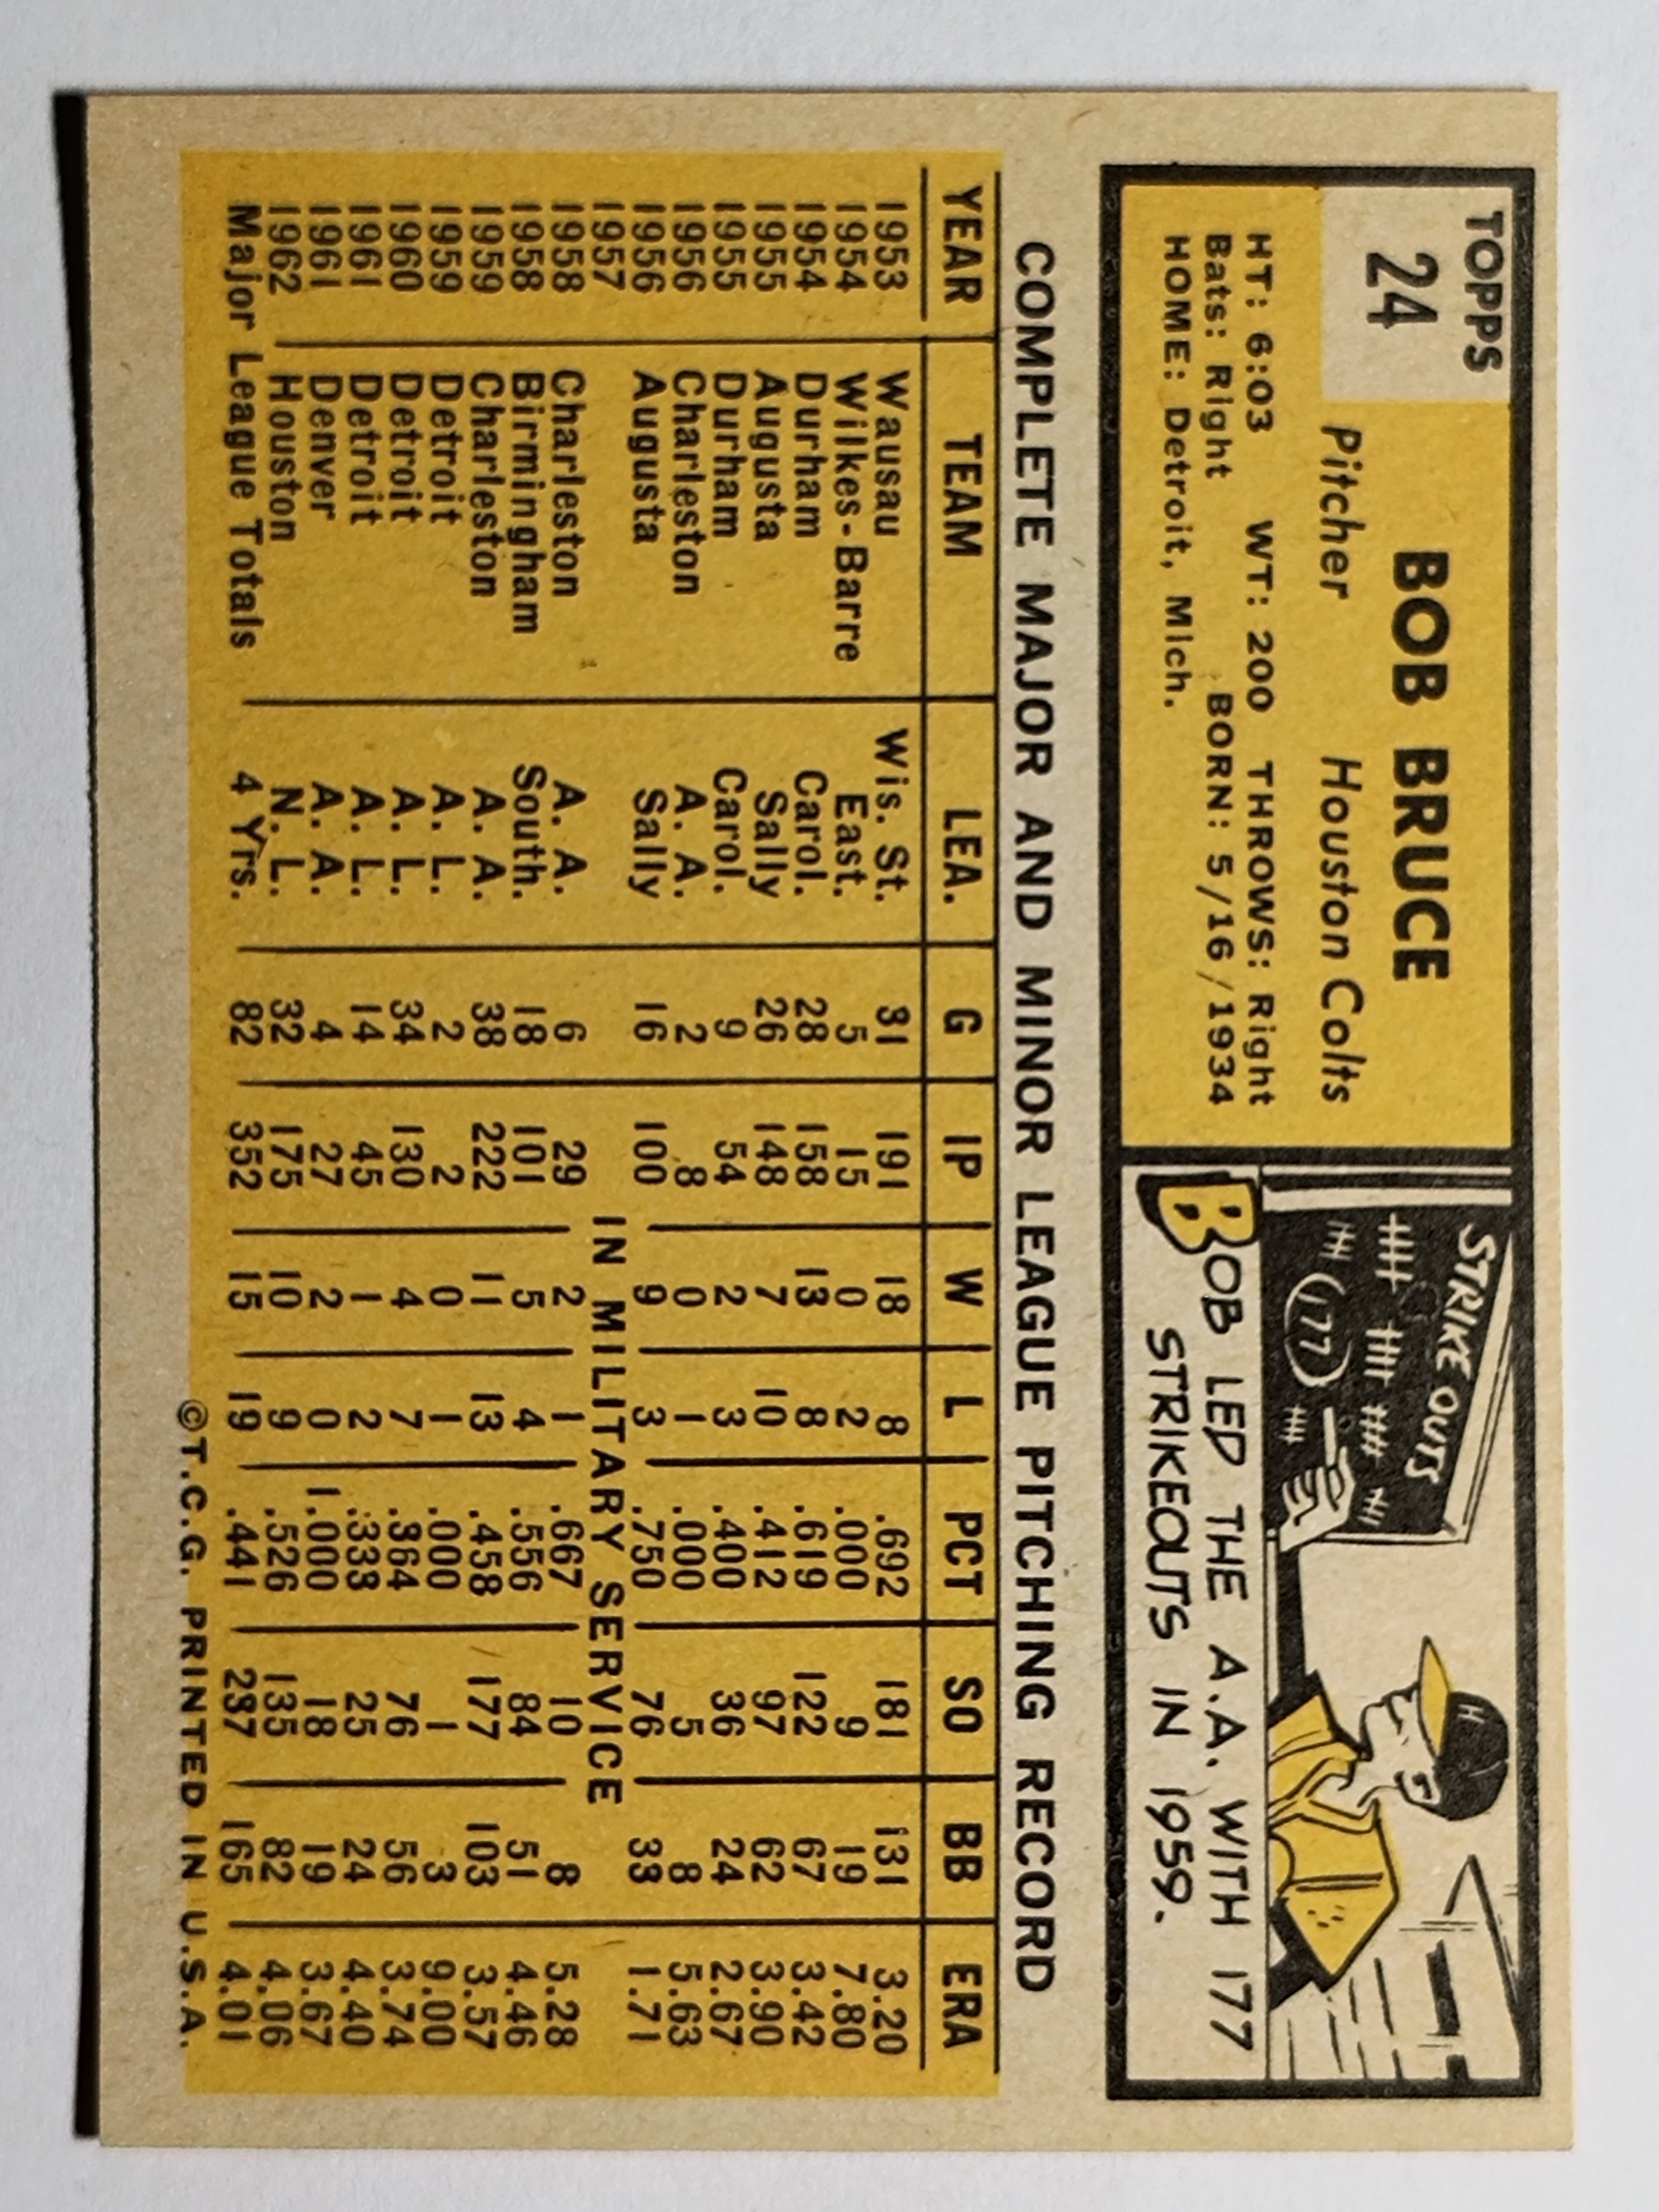 TOPPS
24
BOB BRUCE
Pitcher Houston Colts
HT: 6:03 WT: 200 THROWS: Right
Bats: Right BORN: 5/16/1934
HOME: Detroit, Mich.
STRIKE OUTS
177
H
BOB LED THE A.A. WITH 177
STRIKEOUTS IN 1959.
COMPLETE MAJOR AND MINOR LEAGUE PITCHING RECORD
YEAR TEAM LEA. G IP W L PCT SO BB ERA
1953 Wausau Wis. St. 31 191 18 8 .692 181 131 3.20
1954 Wilkes-Barre East. 5 15 0 2 .000 9 19 7.80
1954 Durham Carol. 28 158 13 8 .619 122 67 3.42
1955 Augusta Sally 26 148 7 10 .412 97 62 3.90
1955 Durham Carol. 9 54 2 3 .400 36 24 2.67
1956 Charleston A. A. 2 8 0 1 .000 5 8 5.63
1956 Augusta Sally 16 100 9 3 .750 76 33 1.71
1957 IN MILITARY SERVICE
1958 Charleston A. A. 6 29 2 1 .667 10 8 5.28
1958 Birmingham South. 18 101 5 4 .556 84 51 4.46
1959 Charleston A. A. 38 222 11 13 .458 177 103 3.57
1959 Detroit A. L. 2 2 0 1 .000 1 3 9.00
1960 Detroit A. L. 34 130 4 7 .364 76 56 3.74
1961 Detroit A. L. 14 45 1 2 .333 25 24 4.40
1961 Denver A. A. 4 27 2 0 1.000 18 19 3.67
1962 Houston N. L. 32 175 10 9 .526 135 82 4.06
Major League Totals 4 Yrs. 82 352 15 19 .441 237 165 4.01
©T.C.G. PRINTED IN U.S.A.